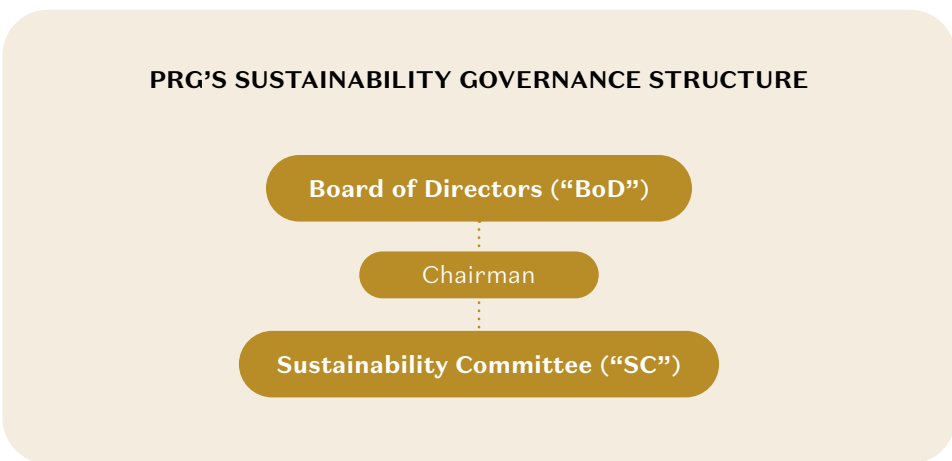 PRG’S SUSTAINABILITY GOVERNANCE STRUCTURE
Board of Directors (“BoD”)
Chairman
Sustainability Committee (“SC”)